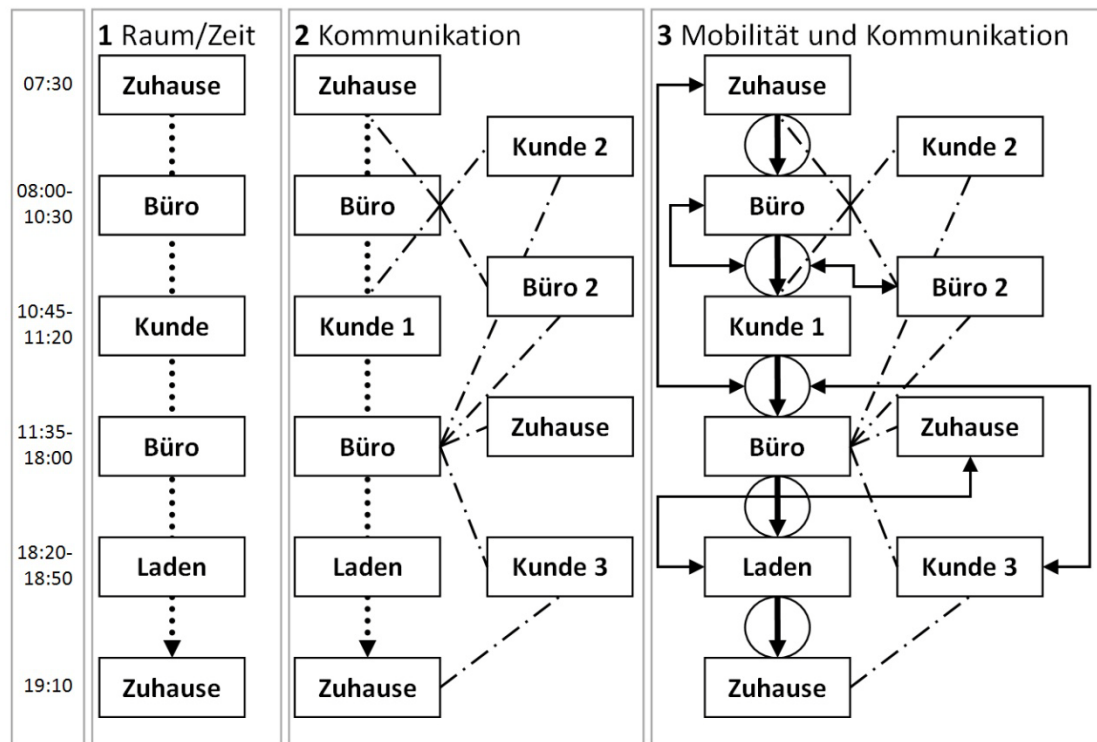 1 Raum/Zeit
2 Kommunikation
3 Mobilität und Kommunikation
07:30
Zuhause
Zuhause
Zuhause
Kunde 2
Kunde 2
08:00-
10:30
Büro
Büro
Büro
Büro 2
Büro 2
10:45-
11:20
Kunde
Kunde 1
Kunde 1
Zuhause
Zuhause
11:35-
18:00
Büro
Büro
Büro
18:20-
18:50
Laden
Laden
Kunde 3
Laden
Kunde 3
19:10
Zuhause
Zuhause
Zuhause